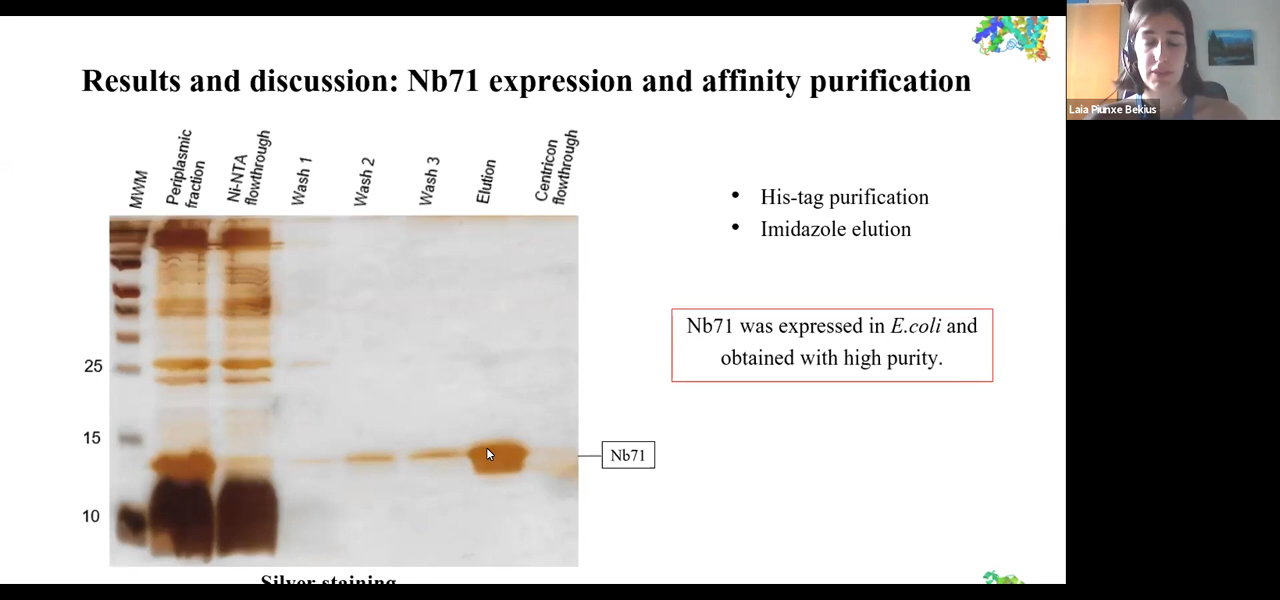 Results and discussion: Nb71 expression and affinity purification
Laia Piunxe Bekius
MWM
Periplasmic
fraction
Ni-NTA
flowthrough
Wash 1
Wash 2
Wash 3
Elution
Centricon
flowthrough
• His-tag purification
• Imidazole elution
Nb71 was expressed in E.coli and
obtained with high purity.
25
15
Nb71
10
Silver staining